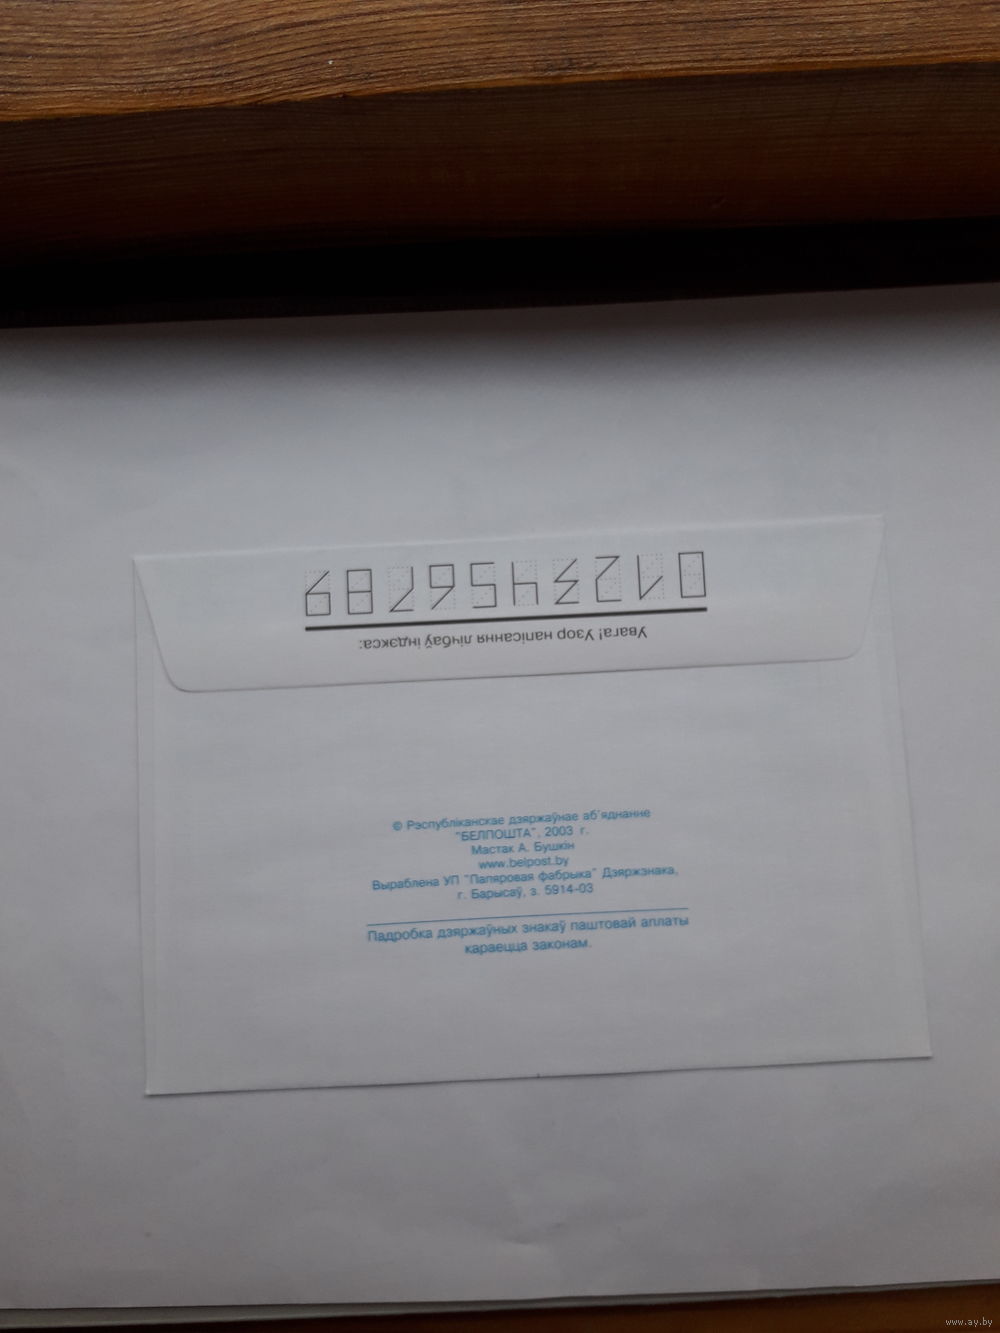 Увага! Узор напісання лічбаў індэкса:
0123456789
© Рэспубліканскае дзяржаўнае аб'яднанне
"БЕЛПОШТА", 2003 г.
Мастак А. Бушкін
www.belpost.by
Выраблена УП "Папяровая фабрыка" Дзяржзнака,
г. Барысаў, з. 5914-03
Падробка дзяржаўных знакаў паштовай аплаты
караецца законам.
www.ay.by